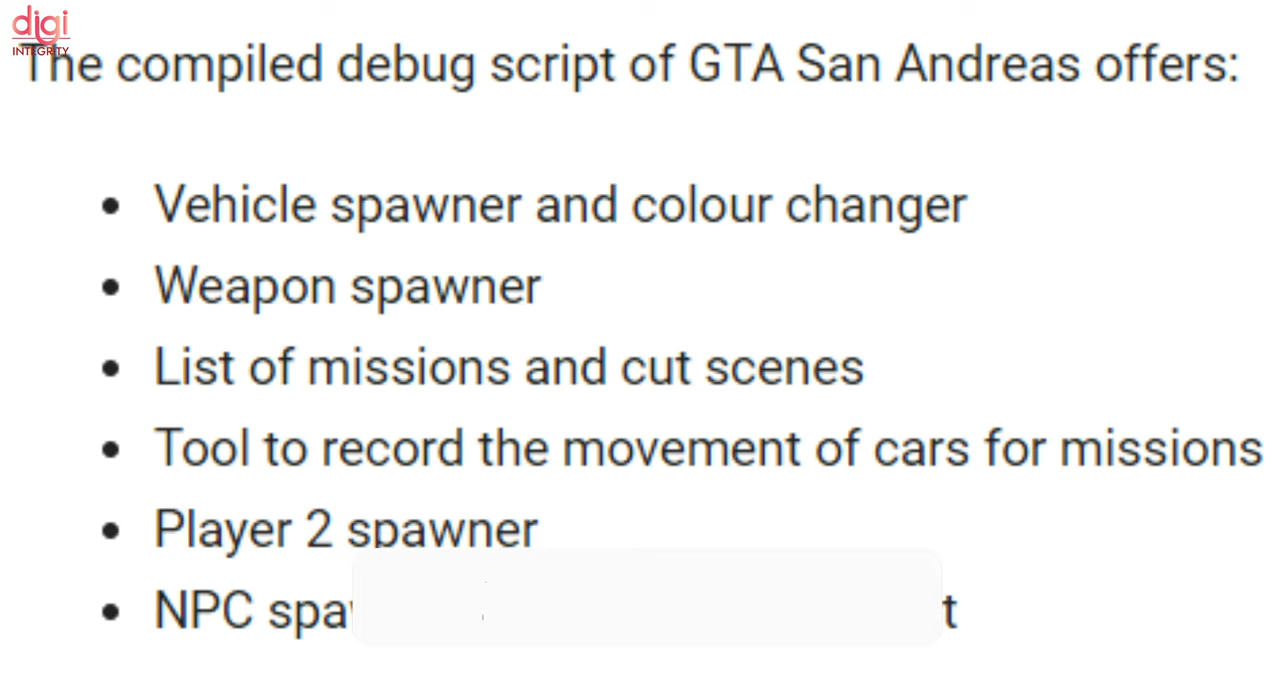 digi
INTEGRITY
The compiled debug script of GTA San Andreas offers:
• Vehicle spawner and colour changer
• Weapon spawner
• List of missions and cut scenes
• Tool to record the movement of cars for missions
• Player 2 spawner
• NPC